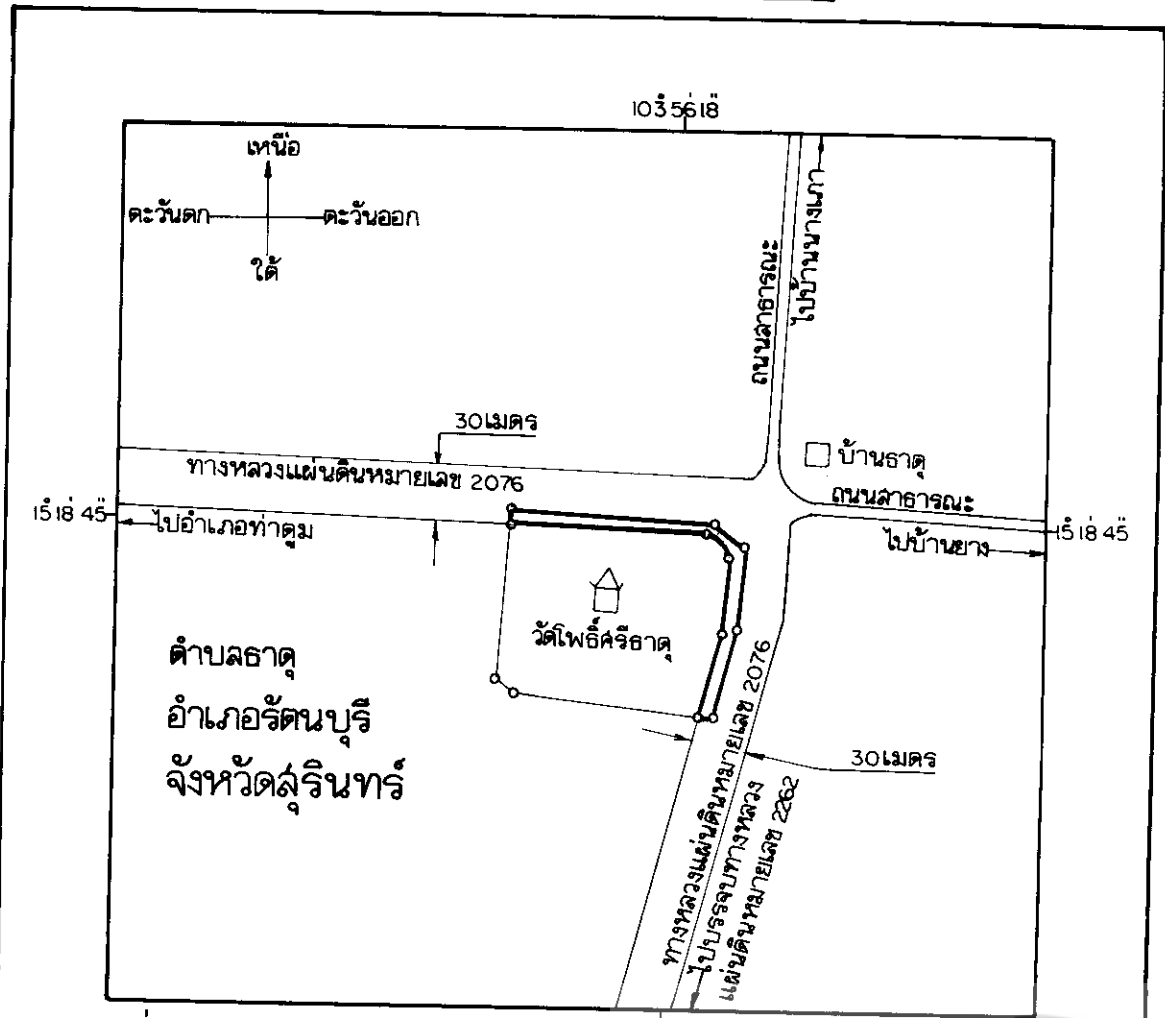 103 56 18
เหนือ
ตะวันตก
ตะวันออก
ใต้
ถนนสาธารณะ
ไปบ้านนางเภา
30 เมตร
ทางหลวงแผ่นดินหมายเลข 2076
บ้านธาตุ
ถนนสาธารณะ
15 18 45
ไปอำเภอท่าตูม
ไปบ้านยาง
15 18 45
วัดโพธิ์ศรีธาตุ
ตำบลธาตุ
อำเภอรัตนบุรี
จังหวัดสุรินทร์
30 เมตร
ทางหลวงแผ่นดินหมายเลข 2076
ไปบรรจบทางหลวง
แผ่นดินหมายเลข 2262